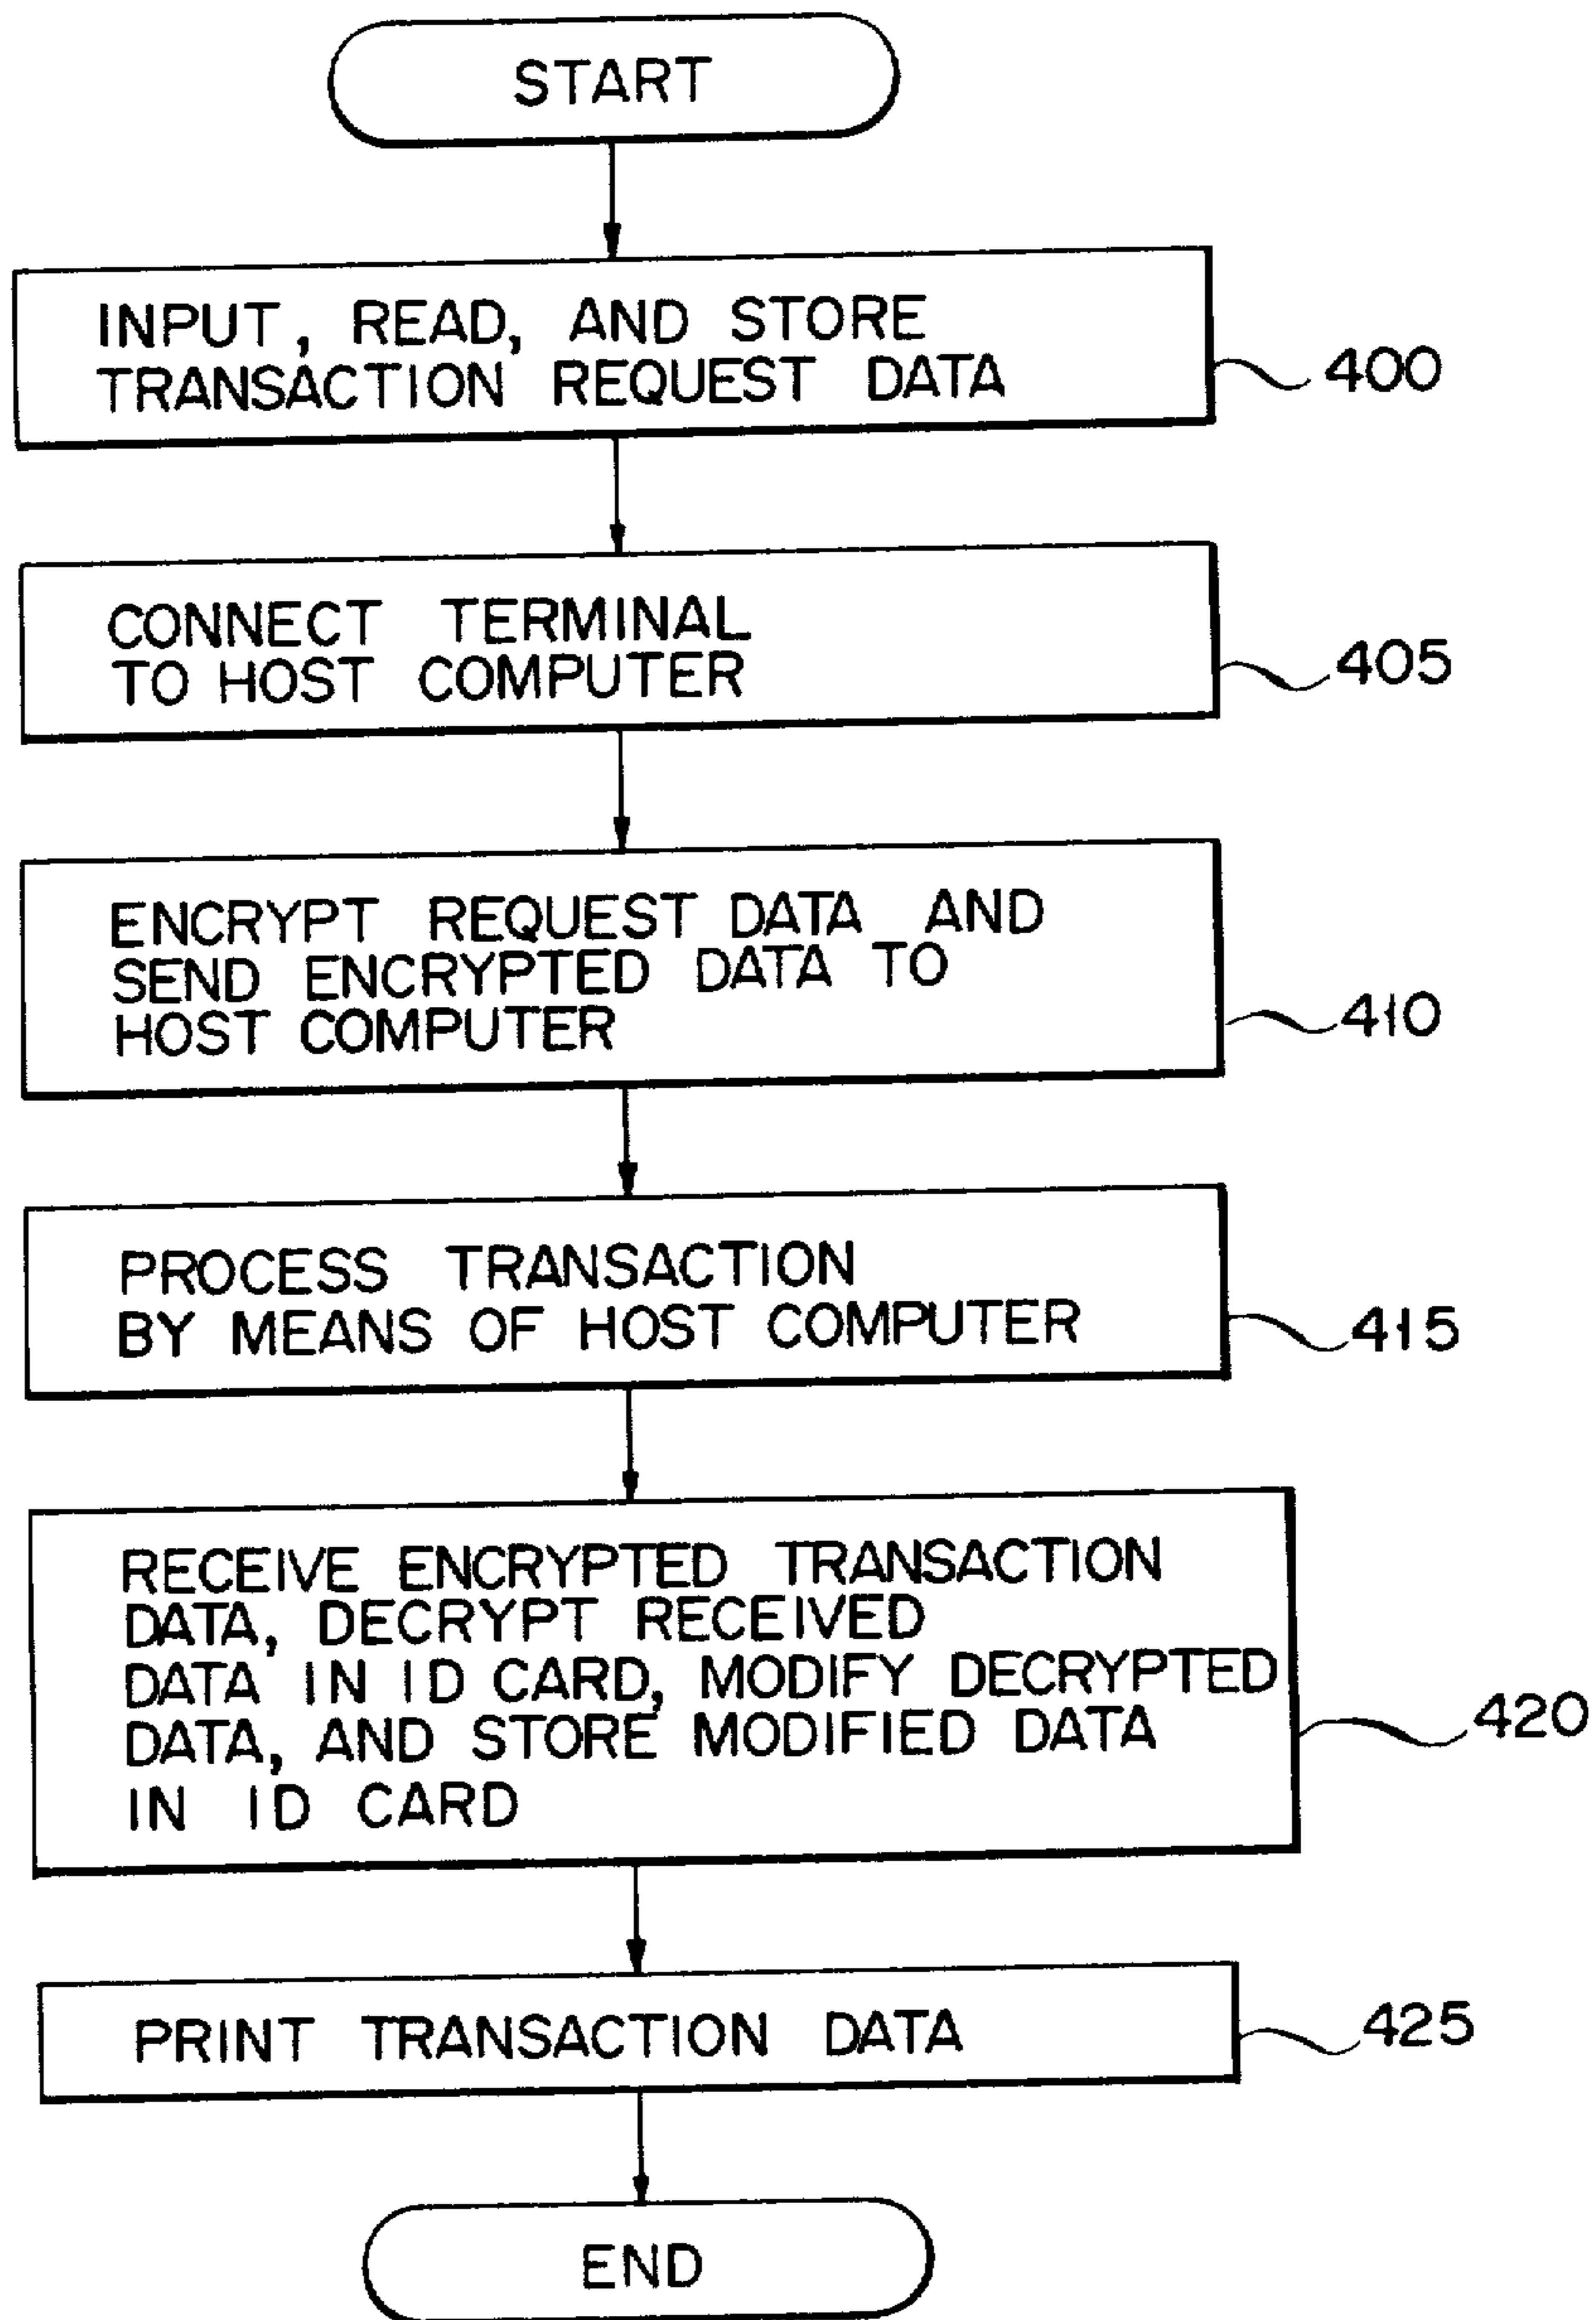 START
INPUT, READ, AND STORE
TRANSACTION REQUEST DATA
400
CONNECT TERMINAL
TO HOST COMPUTER
405
ENCRYPT REQUEST DATA AND
SEND ENCRYPTED DATA TO
HOST COMPUTER
410
PROCESS TRANSACTION
BY MEANS OF HOST COMPUTER
415
RECEIVE ENCRYPTED TRANSACTION
DATA, DECRYPT RECEIVED
DATA IN ID CARD, MODIFY DECRYPTED
DATA, AND STORE MODIFIED DATA
IN ID CARD
420
PRINT TRANSACTION DATA
425
END